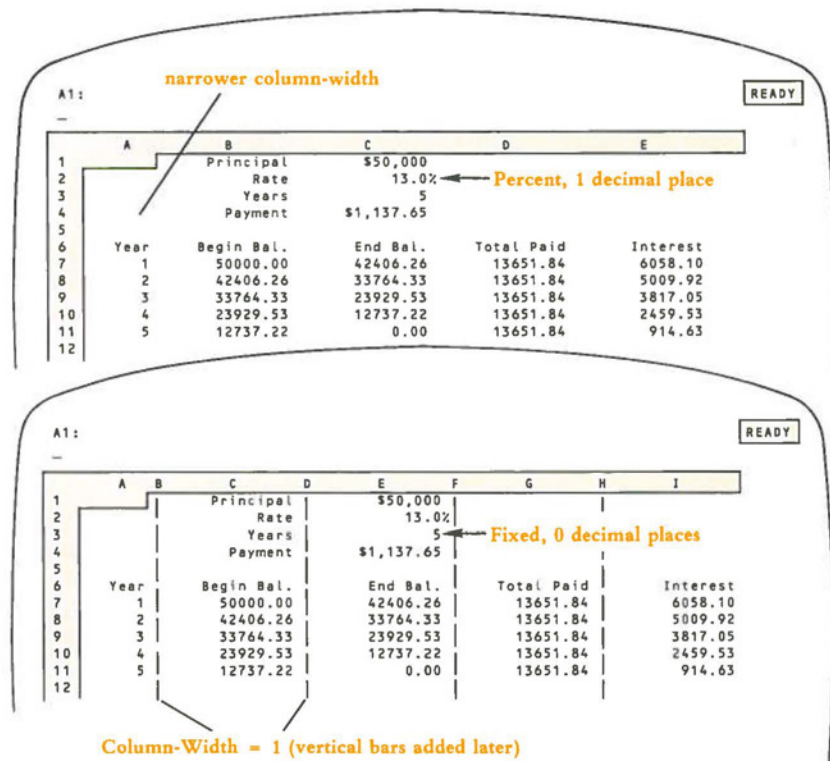 narrower column-width
A1:
READY
A B C D E
1 Principal $50,000
2 Rate 13.0% Percent, 1 decimal place
3 Years 5
4 Payment $1,137.65
5
6 Year Begin Bal. End Bal. Total Paid Interest
7 1 50000.00 42406.26 13651.84 6058.10
8 2 42406.26 33764.33 13651.84 5009.92
9 3 33764.33 23929.53 13651.84 3817.05
10 4 23929.53 12737.22 13651.84 2459.53
11 5 12737.22 0.00 13651.84 914.63
12
A1:
READY
A B C D E F G H I
1 Principal $50,000
2 Rate 13.0%
3 Years 5 Fixed, 0 decimal places
4 Payment $1,137.65
5
6 Year Begin Bal. End Bal. Total Paid Interest
7 1 50000.00 42406.26 13651.84 6058.10
8 2 42406.26 33764.33 13651.84 5009.92
9 3 33764.33 23929.53 13651.84 3817.05
10 4 23929.53 12737.22 13651.84 2459.53
11 5 12737.22 0.00 13651.84 914.63
12
Column-Width = 1 (vertical bars added later)